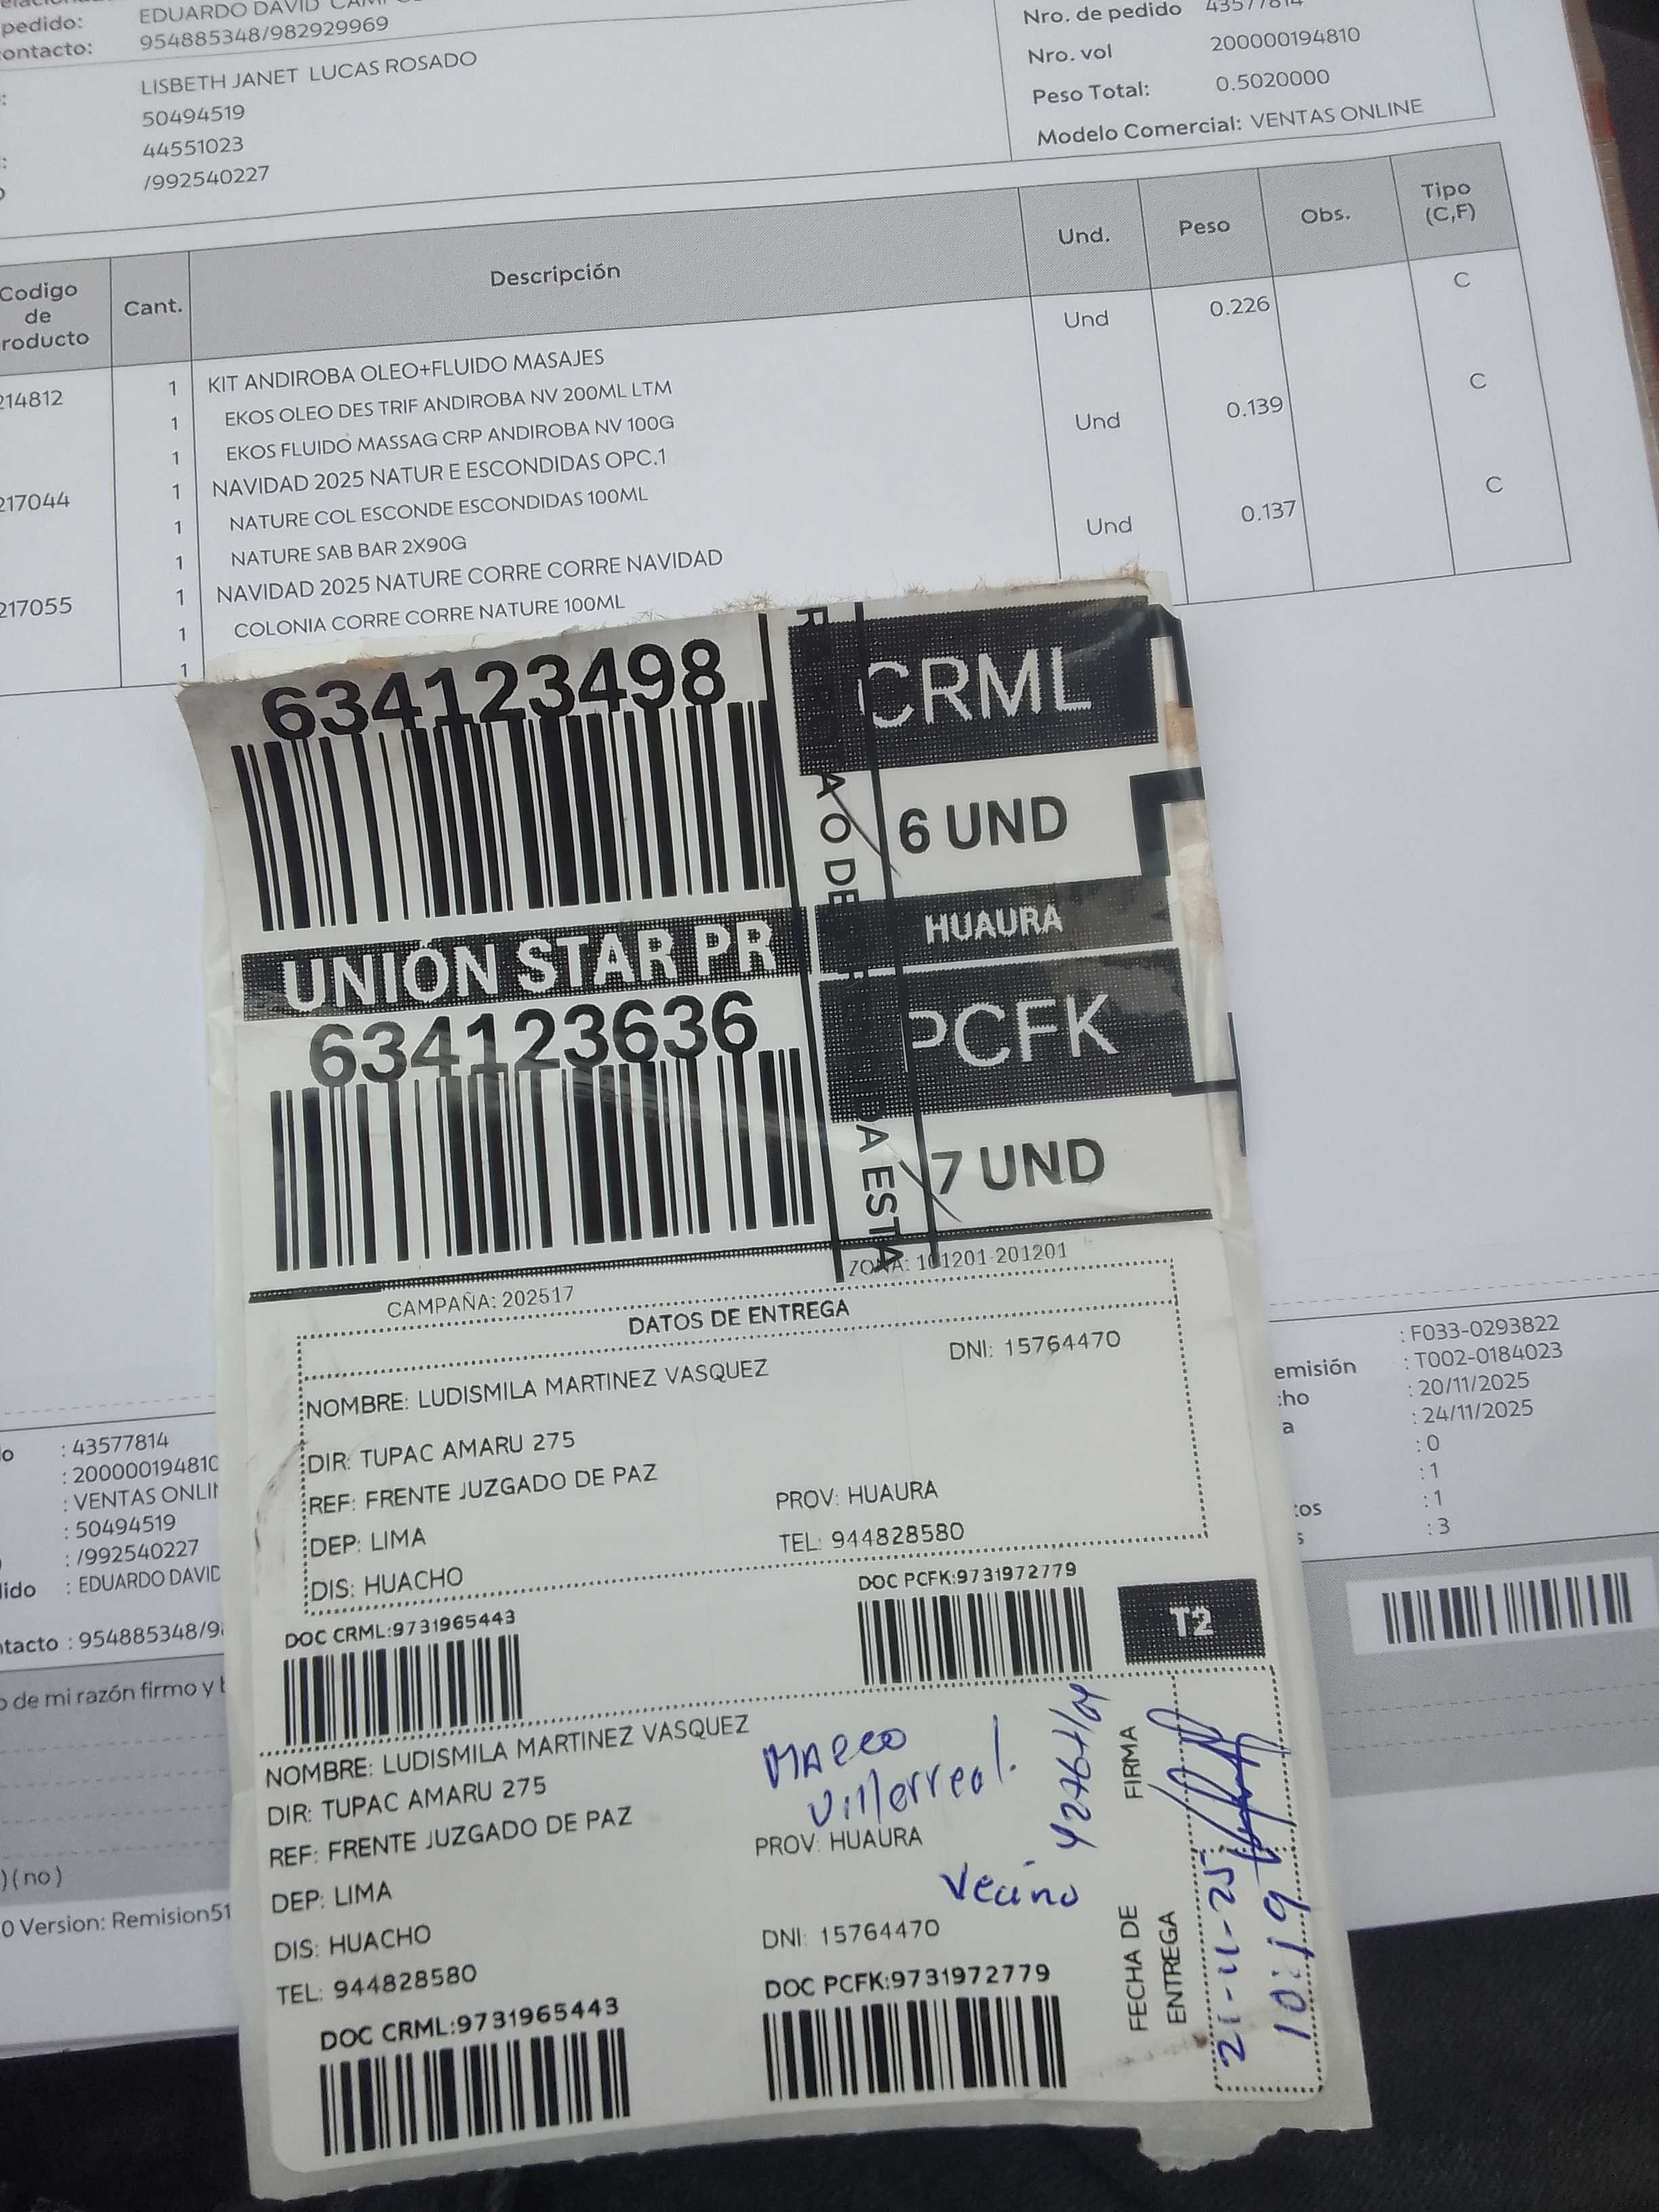 pedido: EDUARDO DAVID
contacto: 954885348/982929969
LISBETH JANET LUCAS ROSADO
50494519
44551023
/992540227
Nro. de pedido 43577814
Nro. vol 200000194810
Peso Total: 0.5020000
Modelo Comercial: VENTAS ONLINE
Codigo de producto Cant. Descripción Und. Peso Obs. Tipo (C,F)
214812 1 KIT ANDIROBA OLEO+FLUIDO MASAJES Und 0.226 C
1 EKOS OLEO DES TRIF ANDIROBA NV 200ML LTM
1 EKOS FLUIDO MASSAG CRP ANDIROBA NV 100G
217044 1 NAVIDAD 2025 NATUR E ESCONDIDAS OPC.1 Und 0.139 C
1 NATURE COL ESCONDE ESCONDIDAS 100ML
1 NATURE SAB BAR 2X90G
217055 1 NAVIDAD 2025 NATURE CORRE CORRE NAVIDAD Und 0.137 C
1 COLONIA CORRE CORRE NATURE 100ML
1
634123498
CRML
6 UND
UNIÓN STAR PR
HUAURA
634123636
PCFK
7 UND
DA ESTA
CAMPAÑA: 202517
ZONA: 101201-201201
DATOS DE ENTREGA
NOMBRE: LUDISMILA MARTINEZ VASQUEZ
DNI: 15764470
DIR: TUPAC AMARU 275
REF: FRENTE JUZGADO DE PAZ
DEP: LIMA
PROV: HUAURA
DIS: HUACHO
TEL: 944828580
DOC CRML:9731965443
DOC PCFK:9731972779
T2
NOMBRE: LUDISMILA MARTINEZ VASQUEZ
DIR: TUPAC AMARU 275
REF: FRENTE JUZGADO DE PAZ
DEP: LIMA
PROV: HUAURA
DIS: HUACHO
DNI: 15764470
TEL: 944828580
DOC CRML:9731965443
DOC PCFK:9731972779
Marco
Villerreal.
Vecino
FIRMA
FECHA DE
ENTREGA
21-11-25
: 43577814
: 20000019481
: VENTAS ONLI
: 50494519
: /992540227
: EDUARDO DAVID
: 954885348/9
de mi razón firmo y
)( no )
0 Version: Remision51
: F033-0293822
emisión : T002-0184023
: 20/11/2025
: 24/11/2025
: 0
: 1
: 1
: 3